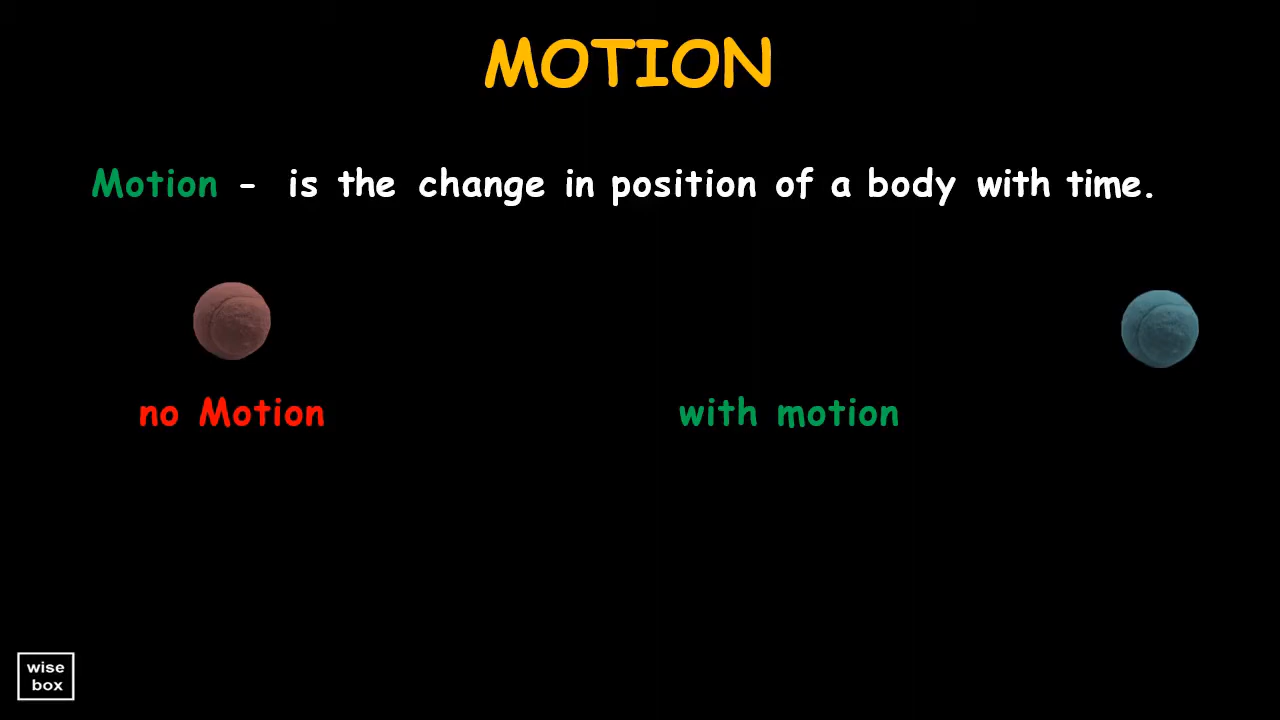 MOTION
Motion - is the change in position of a body with time.
no Motion
with motion
wise
box